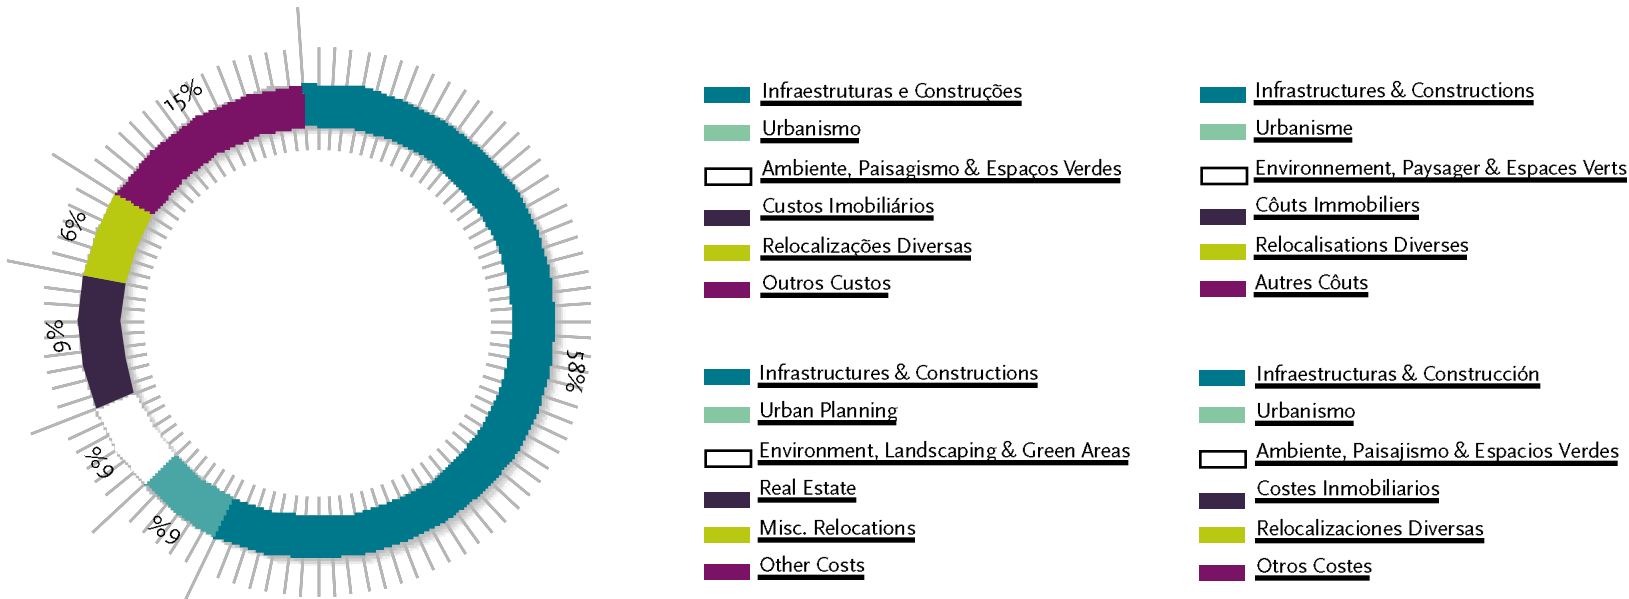 15%
6%
9%
6%
6%
58%
Infraestruturas e Construções
Urbanismo
Ambiente, Paisagismo & Espaços Verdes
Custos Imobiliários
Relocalizações Diversas
Outros Custos
Infrastructures & Constructions
Urbanisme
Environnement, Paysager & Espaces Verts
Côuts Immobiliers
Relocalisations Diverses
Autres Côuts
Infrastructures & Constructions
Urban Planning
Environment, Landscaping & Green Areas
Real Estate
Misc. Relocations
Other Costs
Infraestructuras & Construcción
Urbanismo
Ambiente, Paisajismo & Espacios Verdes
Costes Inmobiliarios
Relocalizaciones Diversas
Otros Costes